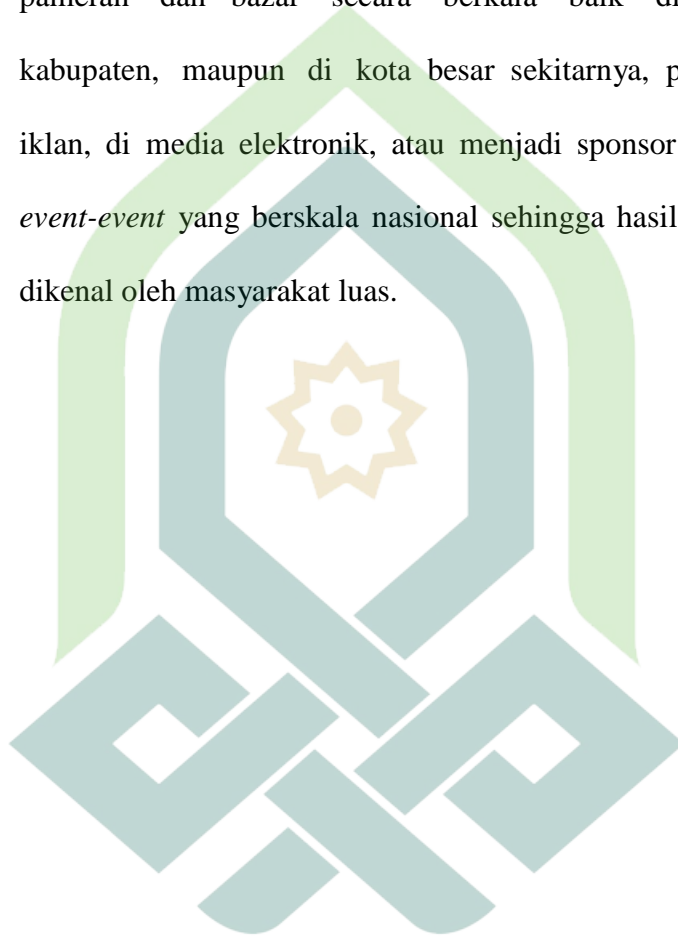 pameran dan bazar secara berkala baik di
kabupaten, maupun di kota besar sekitarnya, p
iklan, di media elektronik, atau menjadi sponsor
event-event yang berskala nasional sehingga hasil
dikenal oleh masyarakat luas.